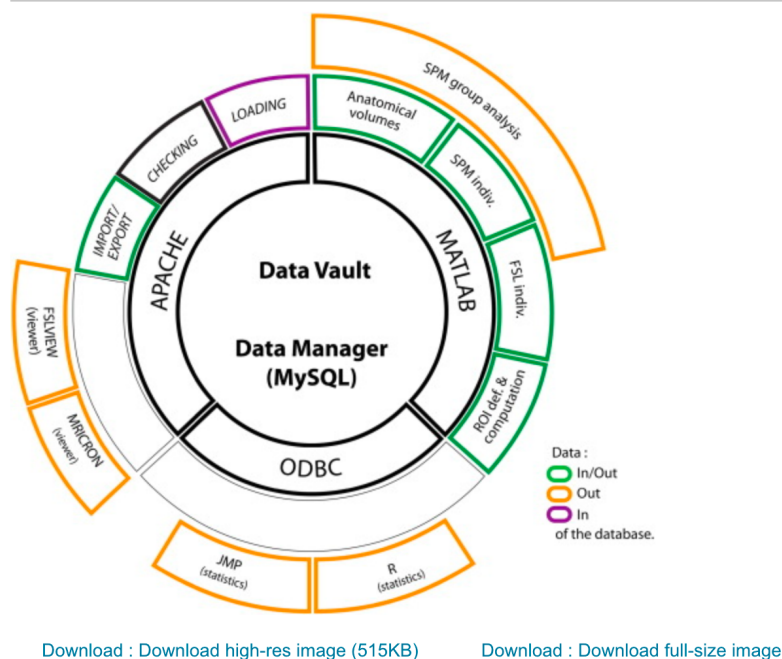 SPM group analysis
Anatomical
volumes
LOADING
CHECKING
SPM indiv.
IMPORT/
EXPORT
APACHE
MATLAB
Data Vault
FSL indiv.
FSLVIEW
(viewer)
Data Manager
(MySQL)
ROI def. &
computation
MRICRON
(viewer)
ODBC
Data :
In/Out
Out
In
of the database.
JMP
(statistics)
R
(statistics)
Download : Download high-res image (515KB)
Download : Download full-size image